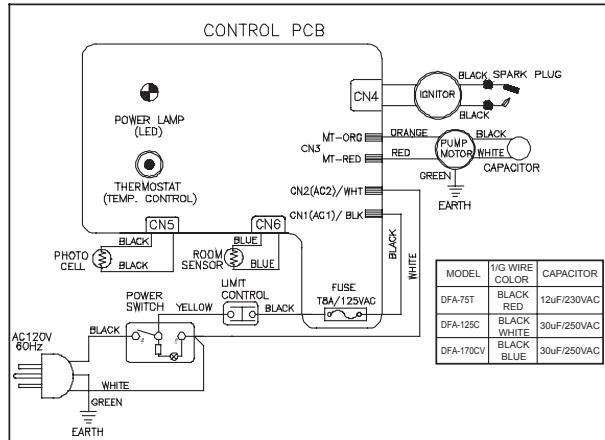 CONTROL PCB
POWER LAMP
(LED)
THERMOSTAT
(TEMP. CONTROL)
CN4
BLACK
SPARK PLUG
IGNITOR
BLACK
MT-ORG
CN3
MT-RED
ORANGE
RED
PUMP
MOTOR
BLACK
WHITE
CAPACITOR
GREEN
EARTH
CN2(AC2)/WHT
CN1(AC1)/ BLK
CN5
CN6
BLACK
BLACK
PHOTO
CELL
BLUE
BLUE
ROOM
SENSOR
BLACK
WHITE
POWER
SWITCH
YELLOW
LIMIT
CONTROL
BLACK
FUSE
T8A/125VAC
AC120V
60Hz
BLACK
WHITE
GREEN
EARTH
MODEL 1/G WIRE COLOR CAPACITOR
DFA-75T BLACK RED 12uF/230VAC
DFA-125C BLACK WHITE 30uF/250VAC
DFA-170CV BLACK BLUE 30uF/250VAC